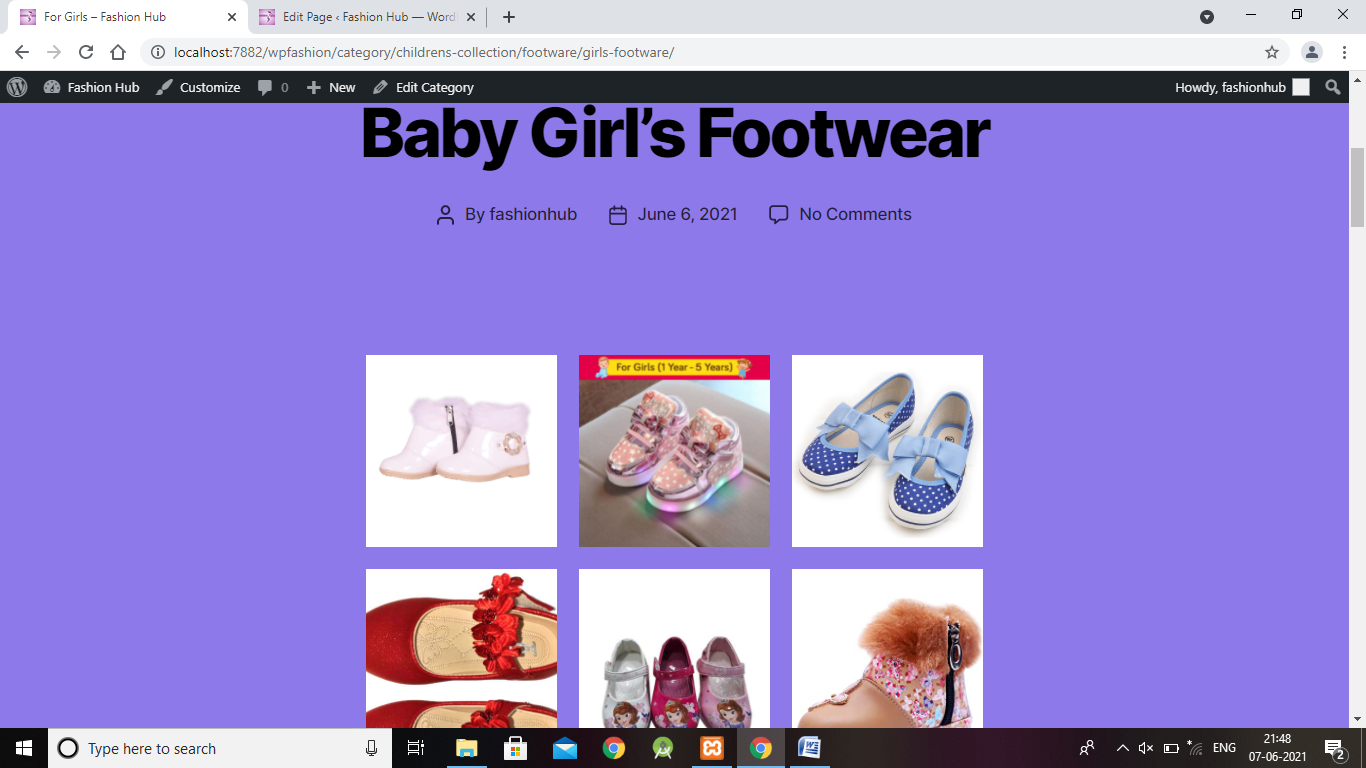 For Girls – Fashion Hub
Edit Page ‹ Fashion Hub — Word
localhost:7882/wpfashion/category/childrens-collection/footware/girls-footware/
Fashion Hub Customize 0 New Edit Category Howdy, fashionhub
Baby Girl’s Footwear
By fashionhub June 6, 2021 No Comments
For Girls (1 Year - 5 Years)
Type here to search
ENG
21:48
07-06-2021
2